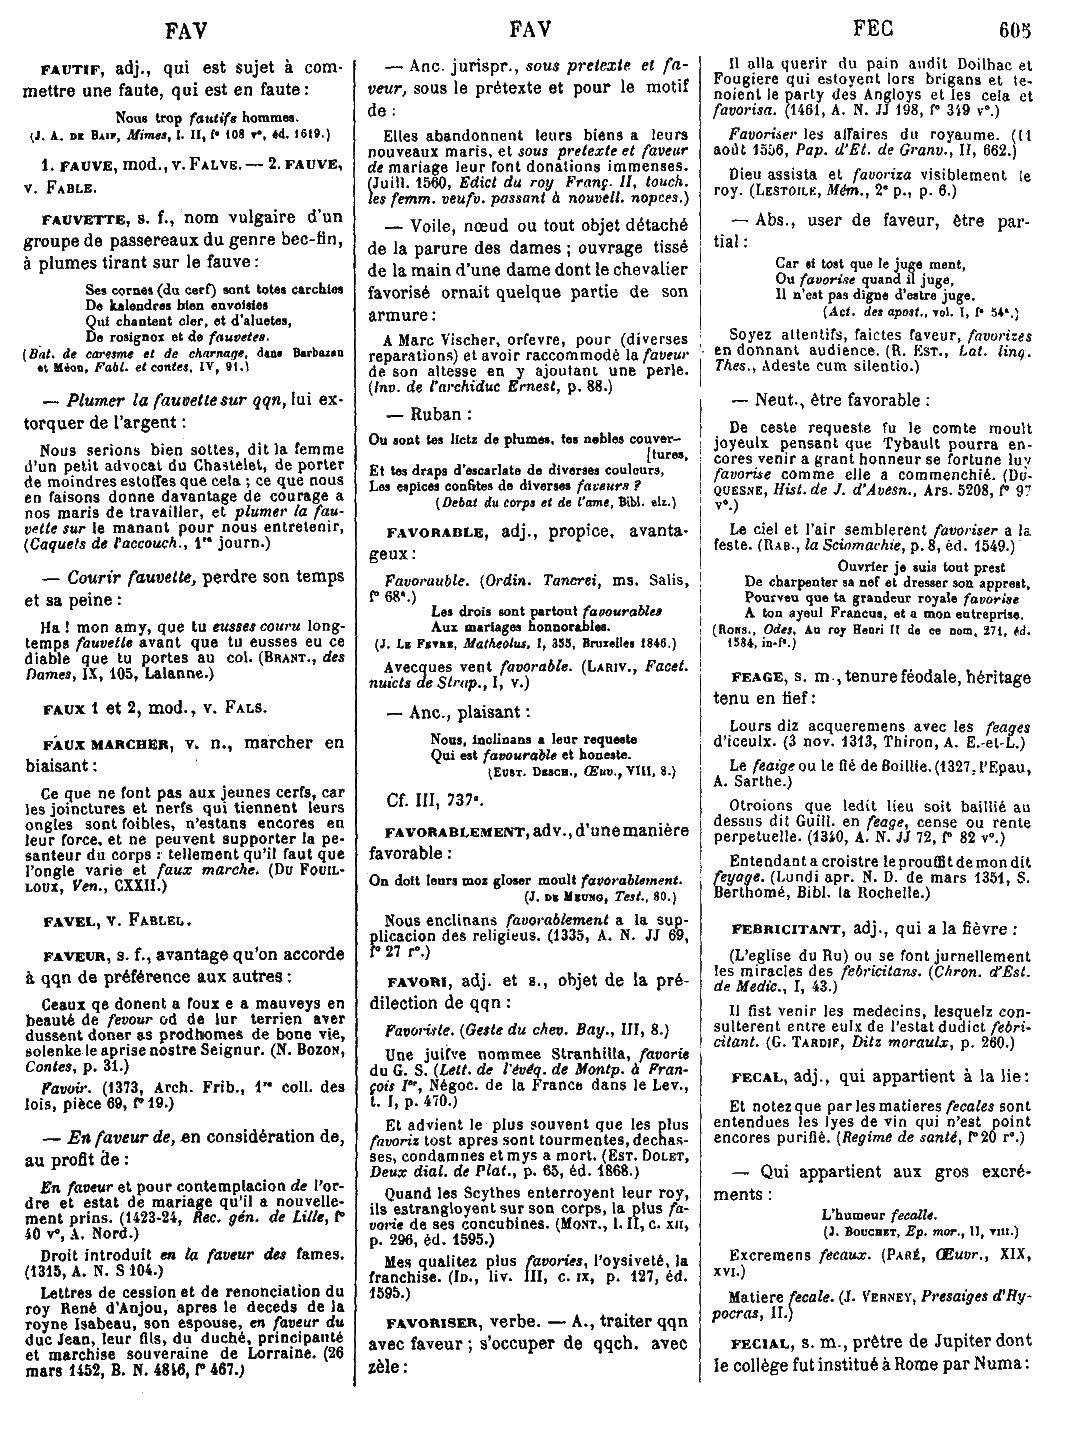 FAV
FAV
FEC
605
FAUTIF, adj., qui est sujet à com-
mettre une faute, qui est en faute :
Nous trop fautifs hommes.
(J. A. DE BAIF, Mimes, l. II, f° 108 v°, éd. 1619.)
1. FAUVE, mod., v. FALVE. — 2. FAUVE,
v. FABLE.
FAUVETTE, s. f., nom vulgaire d'un
groupe de passereaux du genre bec-fin,
à plumes tirant sur le fauve :
Ses cornes (du cerf) sont totes carchies
De kalendres bien envoisies
Qui chantent cler, et d'aluetes,
De rosignox et de fauvetes.
(Bat. de caresme et de charnage, dans Barbazan
et Méon, Fabl. et contes, IV, 91.)
— Plumer la fauvette sur qqn, lui ex-
torquer de l'argent :
Nous serions bien sottes, dit la femme
d'un petit advocat du Chastelet, de porter
de moindres estoffes que cela ; ce que nous
en faisons donne davantage de courage a
nos maris de travailler, et plumer la fau-
vette sur le manant pour nous entretenir,
(Caquets de l'accouch., 1re journ.)
— Courir fauvette, perdre son temps
et sa peine :
Ha ! mon amy, que tu eusses couru long-
temps fauvette avant que tu eusses eu ce
diable que tu portes au col. (BRANT., des
Dames, IX, 105, Lalanne.)
FAUX 1 et 2, mod., v. FALS.
FAUX MARCHER, v. n., marcher en
biaisant :
Ce que ne font pas aux jeunes cerfs, car
les joinctures et nerfs qui tiennent leurs
ongles sont foibles, n'estans encores en
leur force, et ne peuvent supporter la pe-
santeur du corps : tellement qu'il faut que
l'ongle varie et faux marche. (DU FOUIL-
LOUX, Ven., CXXII.)
FAVEL, v. FABLEL.
FAVEUR, s. f., avantage qu'on accorde
à qqn de préférence aux autres :
Ceaux qe donent a foux e a mauveys en
beauté de fevour od de lur terrien aver
dussent doner as prodhomes de bone vie,
solenke le aprise nostre Seignur. (N. BOZON,
Contes, p. 31.)
Favoir. (1373, Arch. Frib., 1re coll. des
lois, pièce 69, f° 19.)
— En faveur de, en considération de,
au profit de :
En faveur et pour contemplacion de l'or-
dre et estat de mariage qu'il a nouvelle-
ment prins. (1423-24, Rec. gén. de Lille, f°
40 v°, A. Nord.)
Droit introduit en la faveur des fames.
(1315, A. N. S 104.)
Lettres de cession et de renonciation du
roy René d'Anjou, apres le deceds de la
royne Isabeau, son espouse, en faveur du
duc Jean, leur fils, du duché, principauté
et marchise souveraine de Lorraine. (26
mars 1452, B. N. 4816, f° 467.)
— Anc. jurispr., sous pretexte et fa-
veur, sous le prétexte et pour le motif
de :
Elles abandonnent leurs biens a leurs
nouveaux maris, et sous pretexte et faveur
de mariage leur font donations immenses.
(Juill. 1560, Edict du roy Franç. II, touch.
les femm. veufv. passant à nouvell. nopces.)
— Voile, nœud ou tout objet détaché
de la parure des dames ; ouvrage tissé
de la main d'une dame dont le chevalier
favorisé ornait quelque partie de son
armure :
A Marc Vischer, orfevre, pour (diverses
reparations) et avoir raccommodé la faveur
de son altesse en y ajoutant une perle.
(Inv. de l'archiduc Ernest, p. 88.)
— Ruban :
Ou sont tes lictz de plumes, tes nobles couver-
[tures,
Et tes draps d'escarlate de diverses couleurs,
Les espices confites de diverses faveurs ?
(Debat du corps et de l'ame, Bibl. elz.)
FAVORABLE, adj., propice, avanta-
geux :
Favorauble. (Ordin. Tancrei, ms. Salis,
f° 68a.)
Les drois sont partout favourables
Aux mariages honnorables.
(J. LE FEVRE, Matheolus, I, 355, Bruxelles 1846.)
Avecques vent favorable. (LARIV., Facet.
nuicts de Strap., I, v.)
— Anc., plaisant :
Nous, inclinans a leur requeste
Qui est favourable et honeste.
(EUST. DESCH., Œuv., VIII, 8.)
Cf. III, 737a.
FAVORABLEMENT, adv., d'une manière
favorable :
On doit leurs moz gloser moult favorablement.
(J. DE MEUNG, Test., 80.)
Nous enclinans favorablement a la sup-
plicacion des religieus. (1335, A. N. JJ 69,
f° 27 r°.)
FAVORI, adj. et s., objet de la pré-
dilection de qqn :
Favoriste. (Geste du chev. Bay., III, 8.)
Une juifve nommee Stranhilla, favorie
du G. S. (Lett. de l'évêq. de Montp. à Fran-
çois Ier, Négoc. de la France dans le Lev.,
t. I, p. 470.)
Et advient le plus souvent que les plus
favoriz tost apres sont tourmentes, dechas-
ses, condamnes et mys a mort. (EST. DOLET,
Deux dial. de Plat., p. 65, éd. 1868.)
Quand les Scythes enterroyent leur roy,
ils estrangloyent sur son corps, la plus fa-
vorie de ses concubines. (MONT., l. II, c. XII,
p. 296, éd. 1595.)
Mes qualitez plus favories, l'oysiveté, la
franchise. (ID., liv. III, c. IX, p. 127, éd.
1595.)
FAVORISER, verbe. — A., traiter qqn
avec faveur ; s'occuper de qqch. avec
zèle :
Il alla querir du pain audit Doilhac et
Fougiere qui estoyent lors brigans et te-
noient le party des Angloys et les cela et
favorisa. (1461, A. N. JJ 198, f° 349 v°.)
Favoriser les affaires du royaume. (11
août 1556, Pap. d'Et. de Granv., II, 662.)
Dieu assista et favoriza visiblement le
roy. (LESTOILE, Mém., 2e p., p. 6.)
— Abs., user de faveur, être par-
tial :
Car si tost que le juge ment,
Ou favorise quand il juge,
Il n'est pas digne d'estre juge.
(Act. des apost., vol. I, f° 54a.)
Soyez attentifs, faictes faveur, favorizes
en donnant audience. (R. EST., Lat. ling.
Thes., Adeste cum silentio.)
— Neut., être favorable :
De ceste requeste fu le comte moult
joyeulx pensant que Tybault pourra en-
cores venir a grant honneur se fortune luy
favorise comme elle a commenchié. (DU-
QUESNE, Hist. de J. d'Avesn., Ars. 5208, f° 97
v°.)
Le ciel et l'air semblerent favoriser a la
feste. (RAB., la Sciomachie, p. 8, éd. 1549.)
Ouvrier je suis tout prest
De charpenter sa nef et dresser son apprest,
Pourveu que ta grandeur royale favorise
A ton ayeul Francus, et a mon entreprise.
(RONS., Odes, Au roy Henri II de ce nom, 271, éd.
1584, in-f°.)
FEAGE, s. m., tenure féodale, héritage
tenu en fief :
Lours diz acqueremens avec les feages
d'iceulx. (3 nov. 1313, Thiron, A. E.-et-L.)
Le feaige ou le fié de Boillie. (1327, l'Epau,
A. Sarthe.)
Otroions que ledit lieu soit baillié au
dessus dit Guill. en feage, cense ou rente
perpetuelle. (1340, A. N. JJ 72, f° 82 v°.)
Entendant a croistre le prouffit de mon dit
feyage. (Lundi apr. N. D. de mars 1351, S.
Berthomé, Bibl. la Rochelle.)
FEBRICITANT, adj., qui a la fièvre :
(L'eglise du Ru) ou se font jurnellement
les miracles des febricitans. (Chron. d'Est.
de Medic., I, 43.)
Il fist venir les medecins, lesquelz con-
sulterent entre eulx de l'estat dudict febri-
citant. (G. TARDIF, Ditz moraulx, p. 260.)
FECAL, adj., qui appartient à la lie :
Et notez que par les matieres fecales sont
entendues les lyes de vin qui n'est point
encores purifié. (Regime de santé, f° 20 r°.)
— Qui appartient aux gros excré-
ments :
L'humeur fecalle.
(J. BOUCHET, Ep. mor., II, VIII.)
Excremens fecaux. (PARÉ, Œuvr., XIX,
XVI.)
Matiere fecale. (J. VERNEY, Presaiges d'Hy-
pocras, II.)
FECIAL, s. m., prêtre de Jupiter dont
le collège fut institué à Rome par Numa :